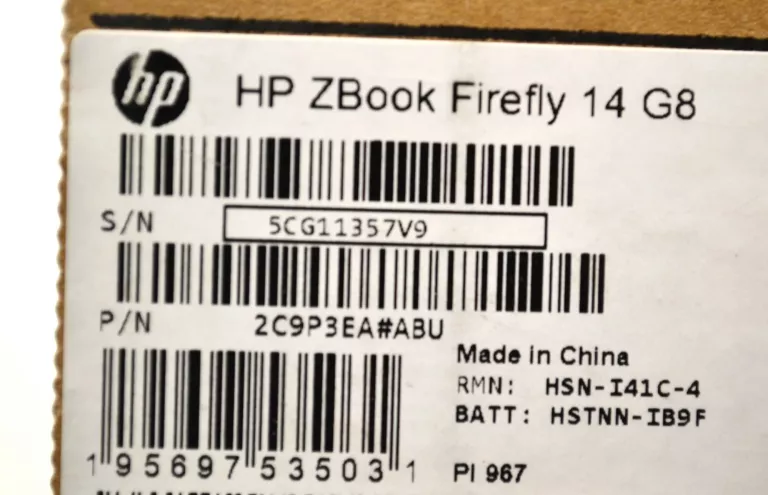 hp
HP ZBook Firefly 14 G8
S/N 5CG11357V9
P/N 2C9P3EA#ABU
Made in China
RMN: HSN-I41C-4
BATT: HSTNN-IB9F
1 95697 53503 1
PI 967